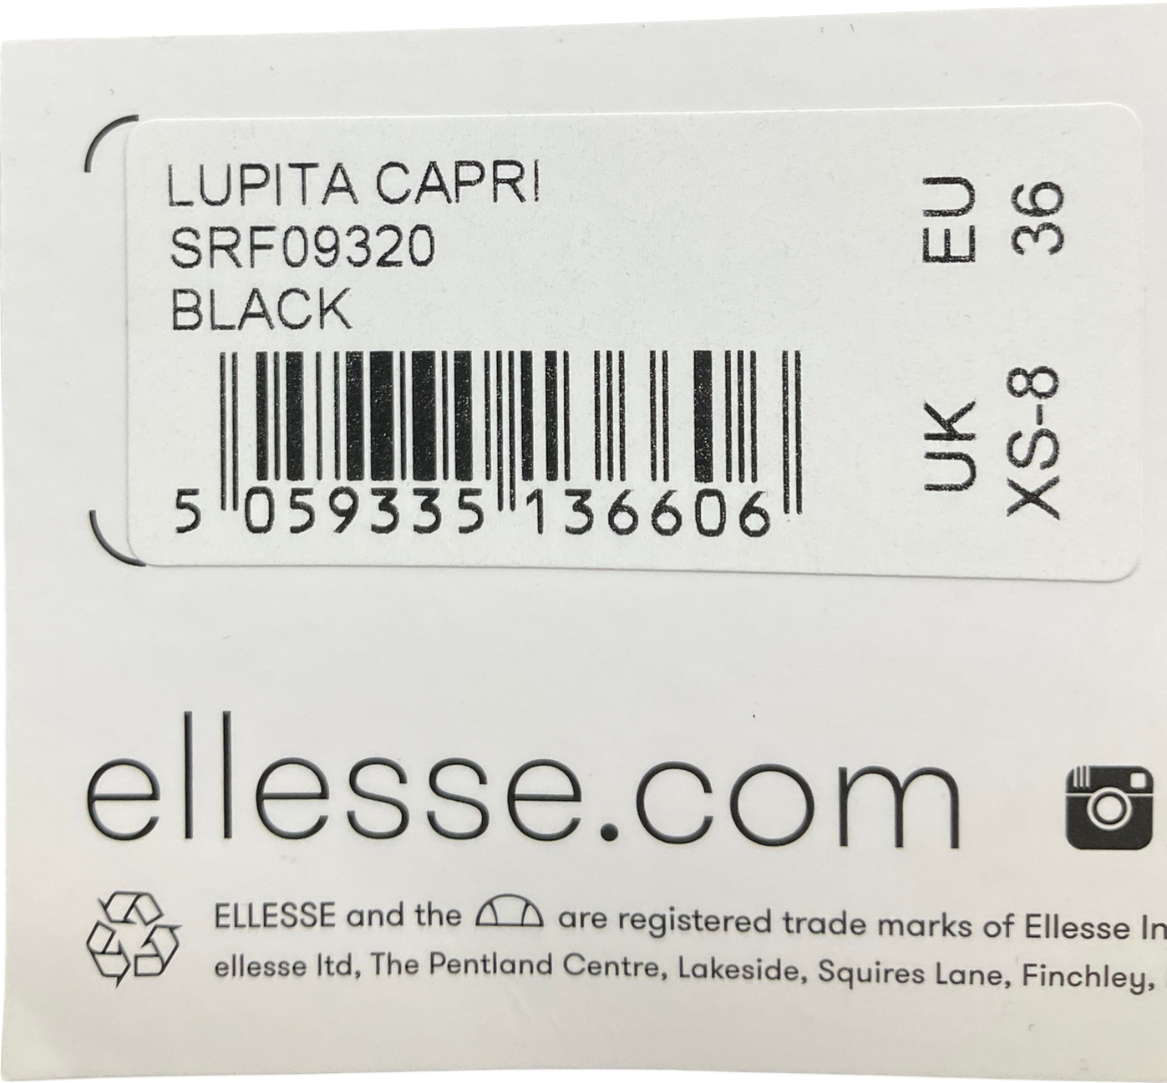 LUPITA CAPRI
SRF09320
BLACK
5 059335 136606
EU 36
UK XS-8
ellesse.com
ELLESSE and the are registered trade marks of Ellesse In
ellesse ltd, The Pentland Centre, Lakeside, Squires Lane, Finchley,